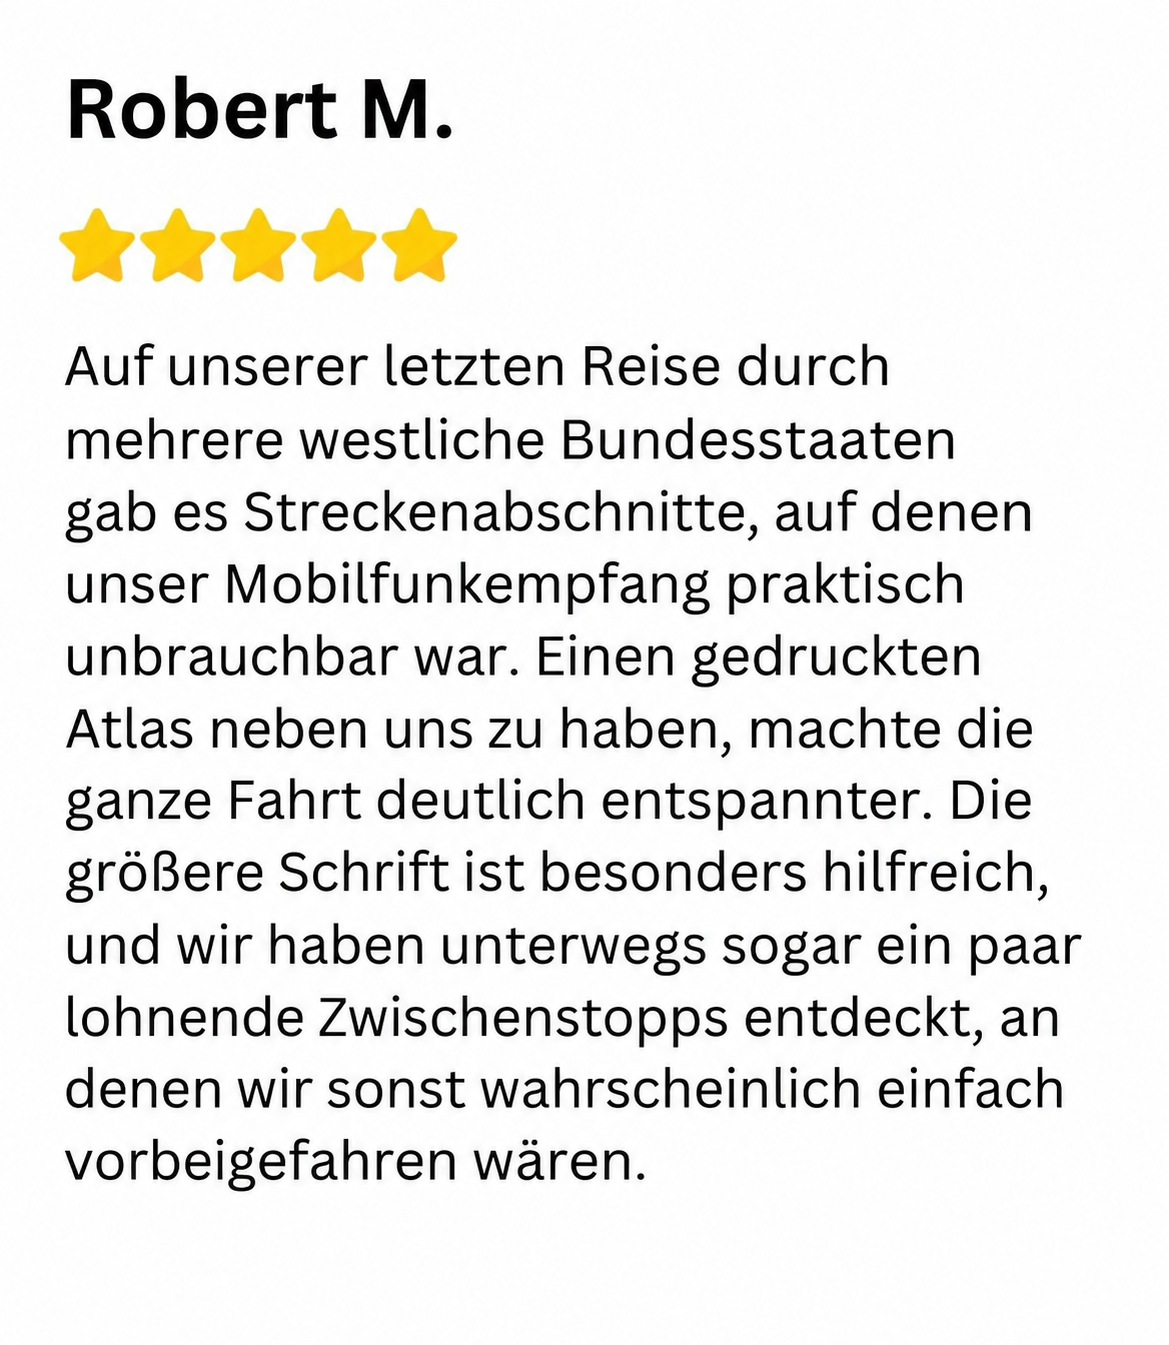 Robert M.
Auf unserer letzten Reise durch
mehrere westliche Bundesstaaten
gab es Streckenabschnitte, auf denen
unser Mobilfunkempfang praktisch
unbrauchbar war. Einen gedruckten
Atlas neben uns zu haben, machte die
ganze Fahrt deutlich entspannter. Die
größere Schrift ist besonders hilfreich,
und wir haben unterwegs sogar ein paar
lohnende Zwischenstopps entdeckt, an
denen wir sonst wahrscheinlich einfach
vorbeigefahren wären.